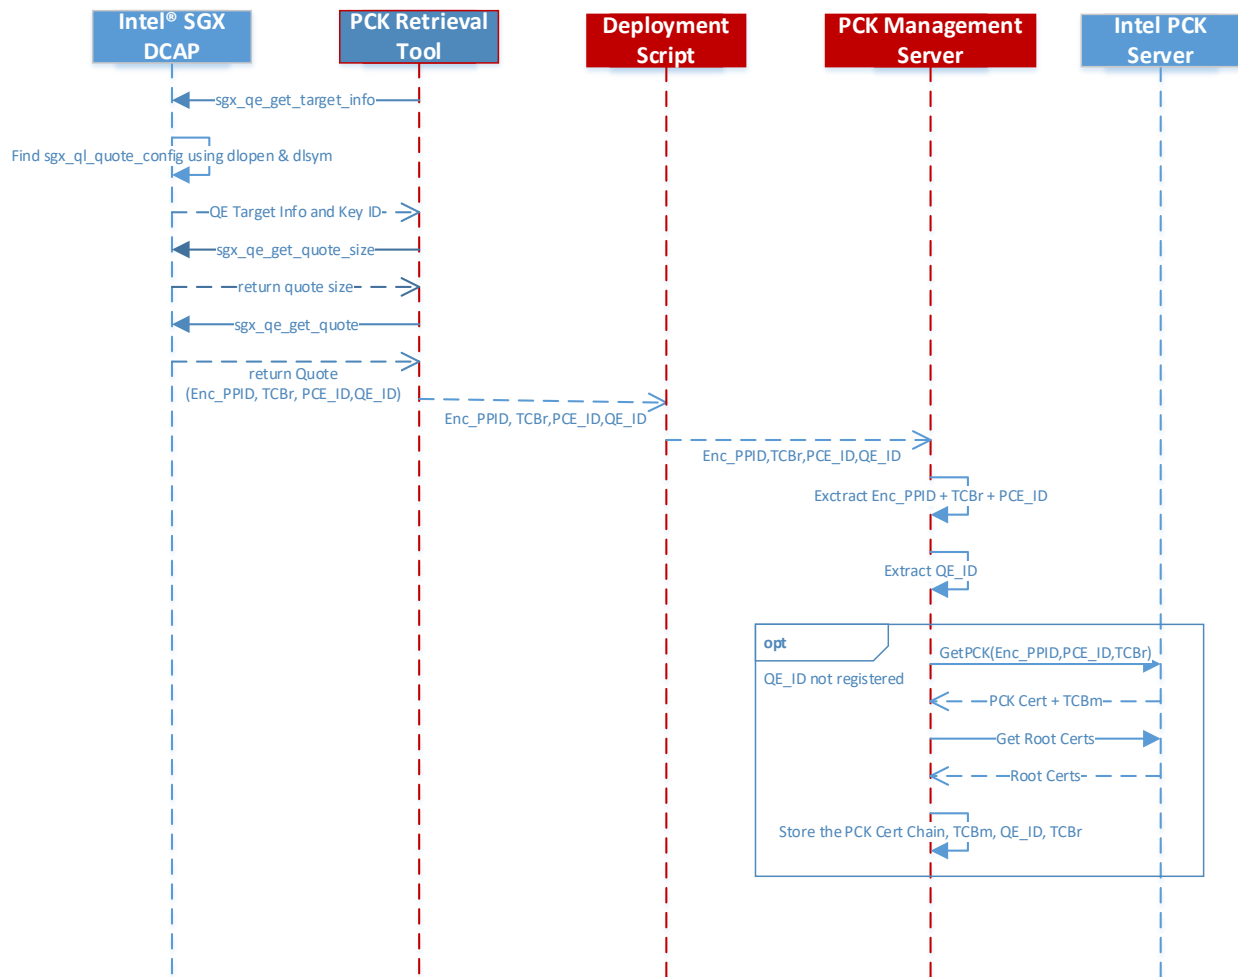 Intel® SGX
DCAP
PCK Retrieval
Tool
Deployment
Script
PCK Management
Server
Intel PCK
Server
sgx_qe_get_target_info
Find sgx_ql_quote_config using dlopen & dlsym
QE Target Info and Key ID
sgx_qe_get_quote_size
return quote size
sgx_qe_get_quote
return Quote
(Enc_PPID, TCBr, PCE_ID,QE_ID)
Enc_PPID, TCBr,PCE_ID,QE_ID
Enc_PPID,TCBr,PCE_ID,QE_ID
Exctract Enc_PPID + TCBr + PCE_ID
Extract QE_ID
opt
GetPCK(Enc_PPID,PCE_ID,TCBr)
QE_ID not registered
PCK Cert + TCBm
Get Root Certs
Root Certs
Store the PCK Cert Chain, TCBm, QE_ID, TCBr